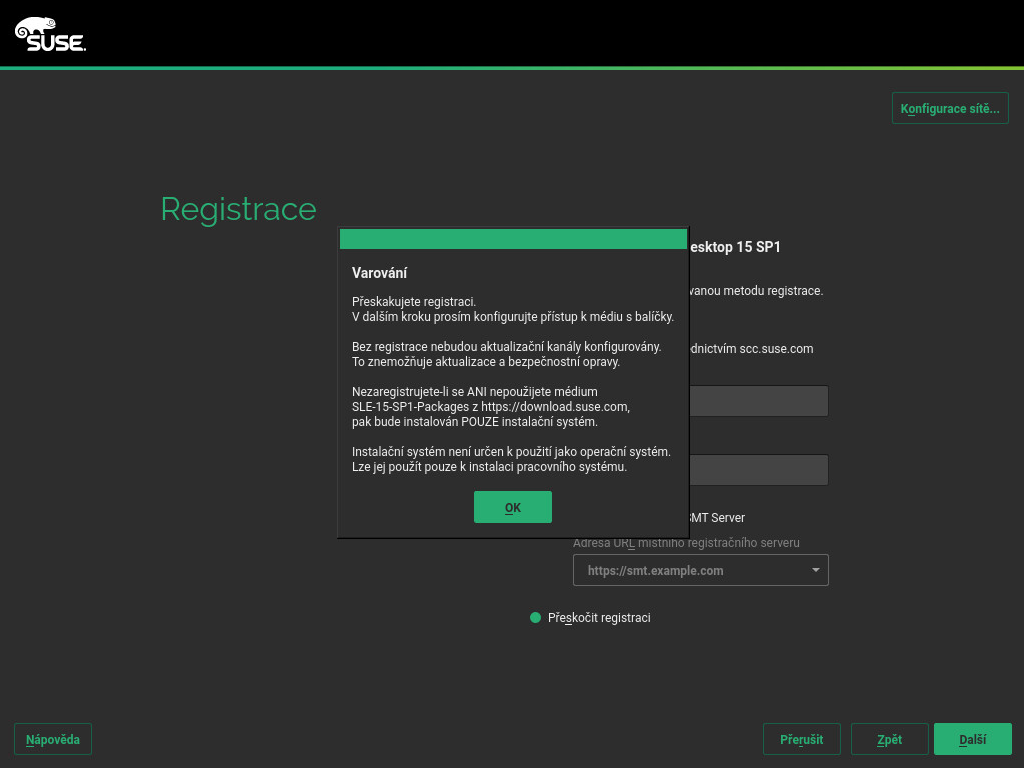 SUSE
Konfigurace sítě...
Registrace
esktop 15 SP1
vanou metodu registrace.
ednictvím scc.suse.com
Varování
Přeskakujete registraci.
V dalším kroku prosím konfigurujte přístup k médiu s balíčky.
Bez registrace nebudou aktualizační kanály konfigurovány.
To znemožňuje aktualizace a bezpečnostní opravy.
Nezaregistrujete-li se ANI nepoužijete médium
SLE-15-SP1-Packages z https://download.suse.com,
pak bude instalován POUZE instalační systém.
Instalační systém není určen k použití jako operační systém.
Lze jej použít pouze k instalaci pracovního systému.
OK
SMT Server
Adresa URL místního registračního serveru
https://smt.example.com
Přeskočit registraci
Nápověda
Přerušit
Zpět
Další